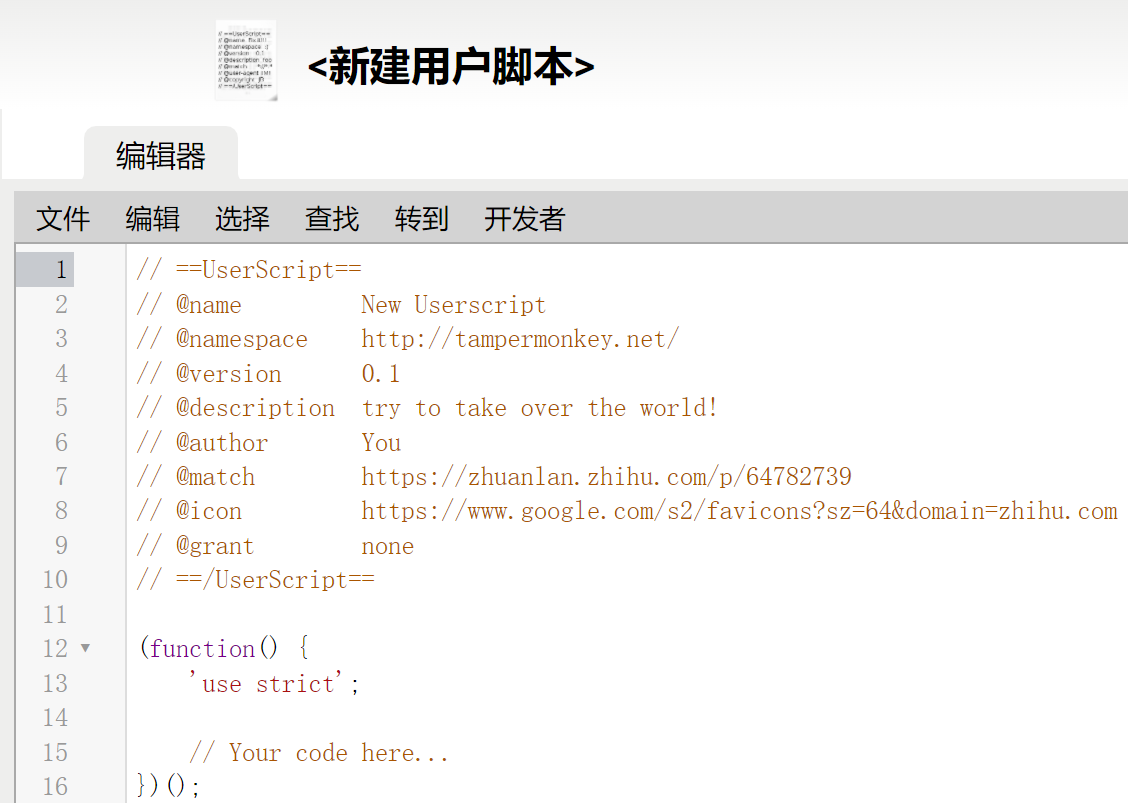 <新建用户脚本>
编辑器
文件 编辑 选择 查找 转到 开发者
1 // ==UserScript==
2 // @name         New Userscript
3 // @namespace    http://tampermonkey.net/
4 // @version      0.1
5 // @description  try to take over the world!
6 // @author       You
7 // @match        https://zhuanlan.zhihu.com/p/64782739
8 // @icon         https://www.google.com/s2/favicons?sz=64&domain=zhihu.com
9 // @grant        none
10 // ==/UserScript==
11
12 ▼ (function() {
13     'use strict';
14
15     // Your code here...
16 })();